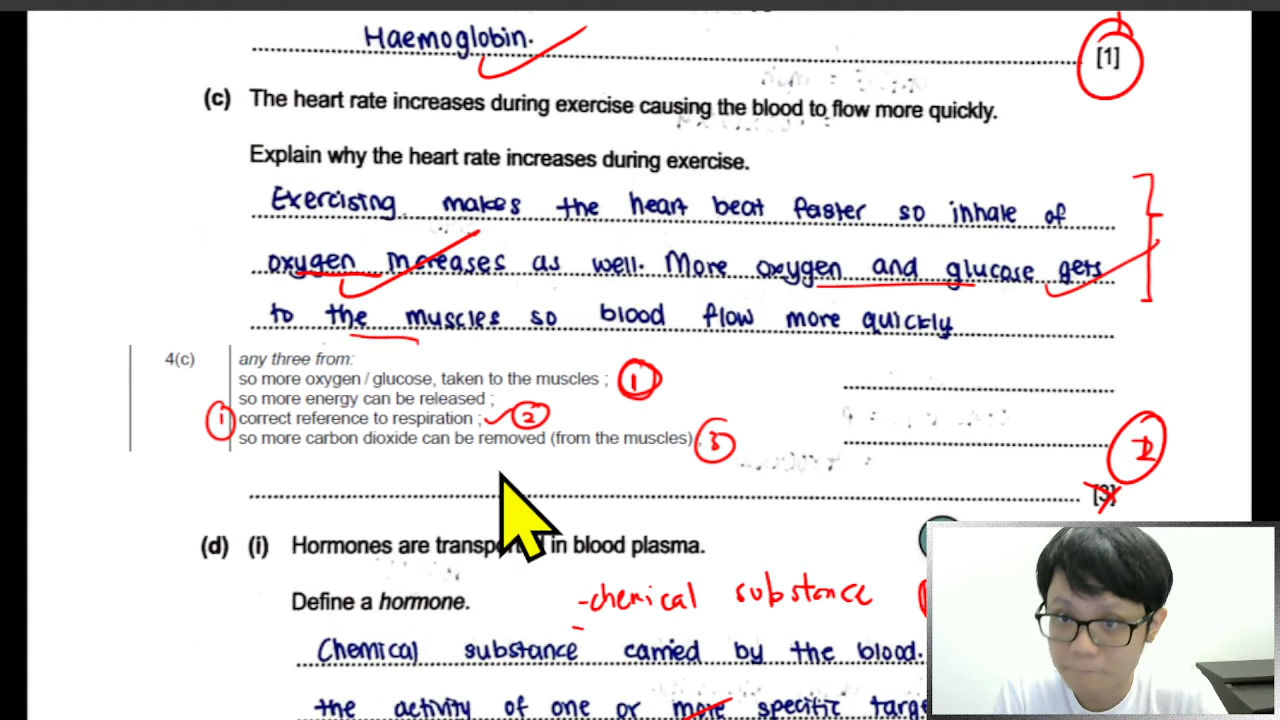 Haemoglobin.
[1]
(c) The heart rate increases during exercise causing the blood to flow more quickly.
Explain why the heart rate increases during exercise.
Exercising makes the heart beat faster so inhale of
oxygen increases as well. More oxygen and glucose gets
to the muscles so blood flow more quickly
4(c) any three from:
so more oxygen / glucose, taken to the muscles ; 1
so more energy can be released ;
1 correct reference to respiration ; 2
so more carbon dioxide can be removed (from the muscles) ; 3
[3]
(d) (i) Hormones are transported in blood plasma.
Define a hormone.
-chemical substance
Chemical substance carried by the blood.
the activity of one or more specific targe